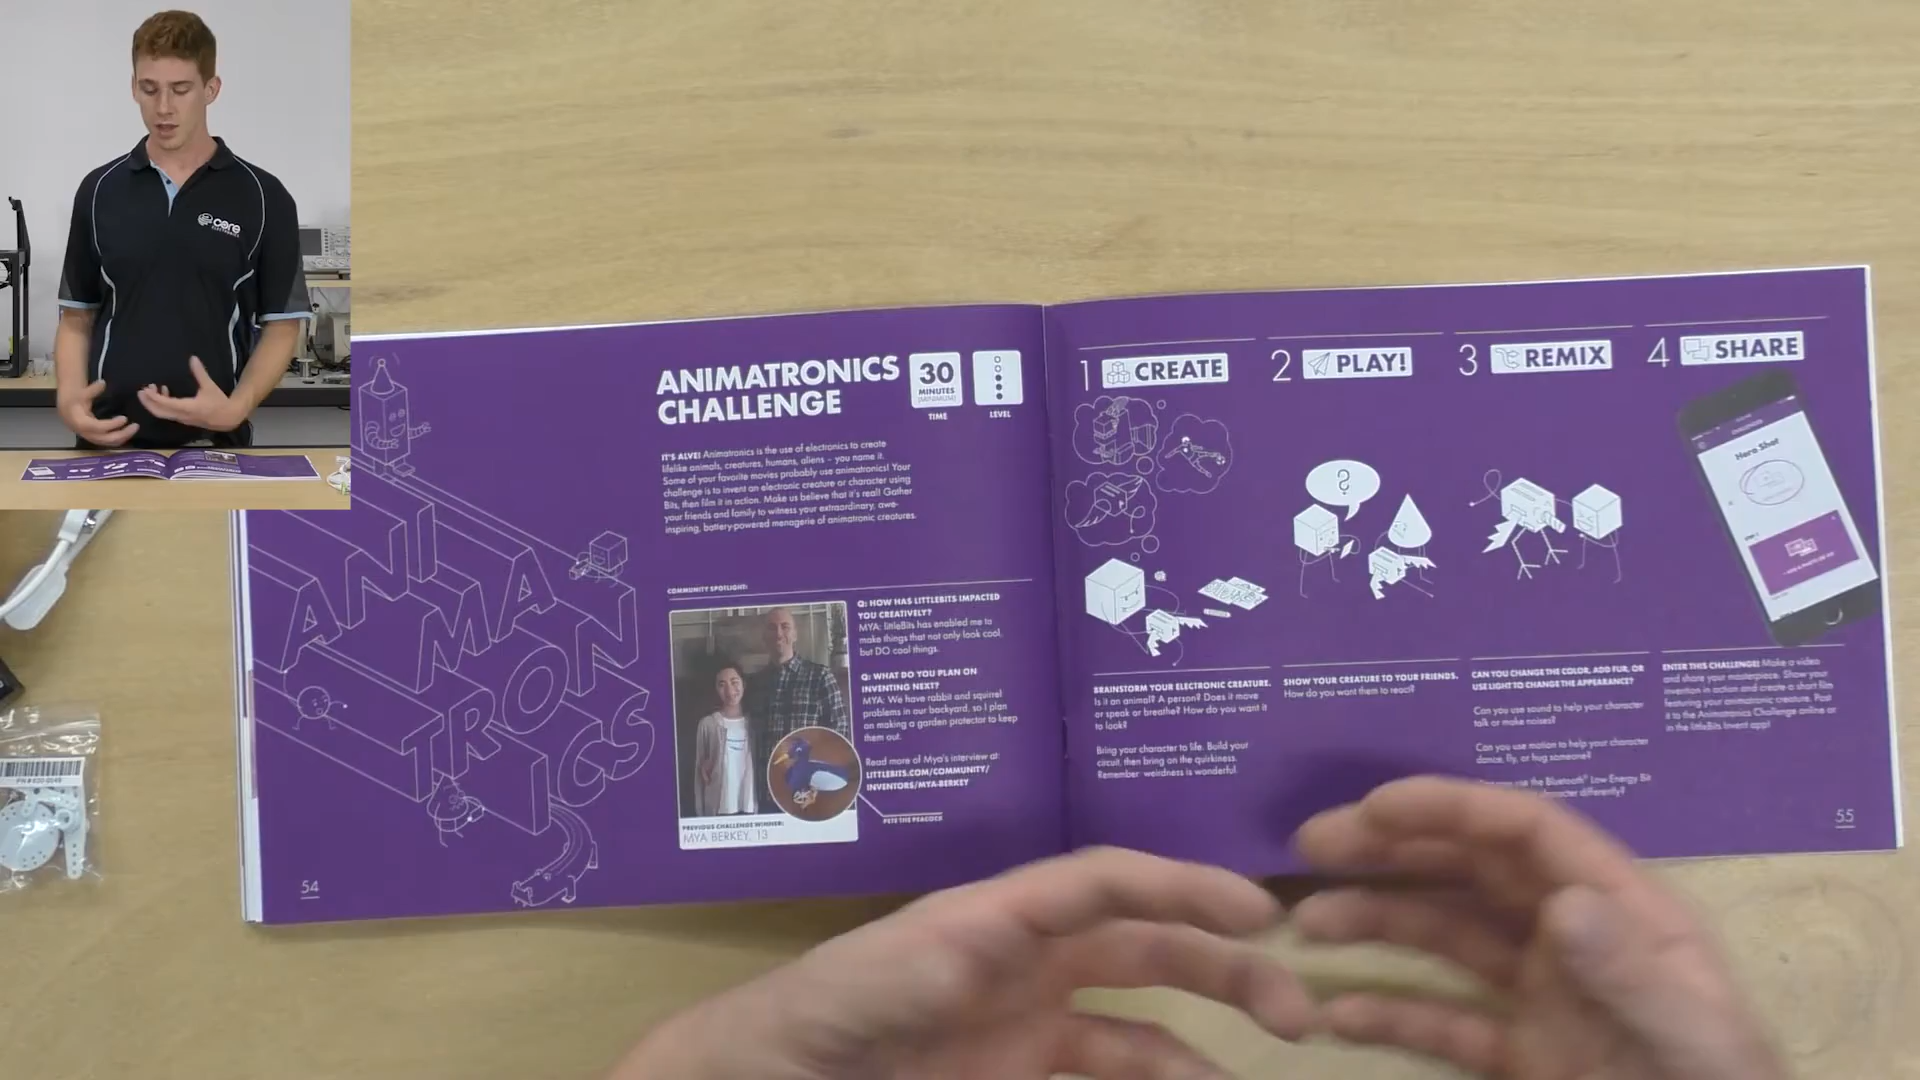 core
ELECTRONICS
ANIMATRONICS
CHALLENGE
30
MINUTES
(MINIMUM)
TIME
LEVEL
IT'S ALVE! Animatronics is the use of electronics to create
lifelike animals, creatures, humans, aliens – you name it.
Some of your favorite movies probably use animatronics! Your
challenge is to invent an electronic creature or character using
Bits, then film it in action. Make us believe that it's real! Gather
your friends and family to witness your extraordinary, awe-
inspiring, battery-powered menagerie of animatronic creatures.
ANI
MA
TRON
ICS
COMMUNITY SPOTLIGHT:
Q: HOW HAS LITTLEBITS IMPACTED
YOU CREATIVELY?
MYA: littleBits has enabled me to
make things that not only look cool,
but DO cool things.
Q: WHAT DO YOU PLAN ON
INVENTING NEXT?
MYA: We have rabbit and squirrel
problems in our backyard, so I plan
on making a garden protector to keep
them out.
Read more of Mya's interview at:
LITTLEBITS.COM/COMMUNITY/
INVENTORS/MYA-BERKEY
PETE THE PEACOCK
PREVIOUS CHALLENGE WINNER:
MYA BERKEY, 13
54
1 CREATE
BRAINSTORM YOUR ELECTRONIC CREATURE.
Is it an animal? A person? Does it move
or speak or breathe? How do you want it
to look?
Bring your character to life. Build your
circuit, then bring on the quirkiness.
Remember: weirdness is wonderful.
2 PLAY!
?
SHOW YOUR CREATURE TO YOUR FRIENDS.
How do you want them to react?
3 REMIX
CAN YOU CHANGE THE COLOR, ADD FUR, OR
USE LIGHT TO CHANGE THE APPEARANCE?
Can you use sound to help your character
talk or make noises?
Can you use motion to help your character
dance, fly, or hug someone?
use the Bluetooth® Low Energy Bit
character differently?
4 SHARE
Hero Shot
ENTER THIS CHALLENGE! Make a video
and share your masterpiece. Show your
invention in action and create a short film
featuring your animatronic creature. Post
it to the Animatronics Challenge online or
in the littleBits Invent app!
55